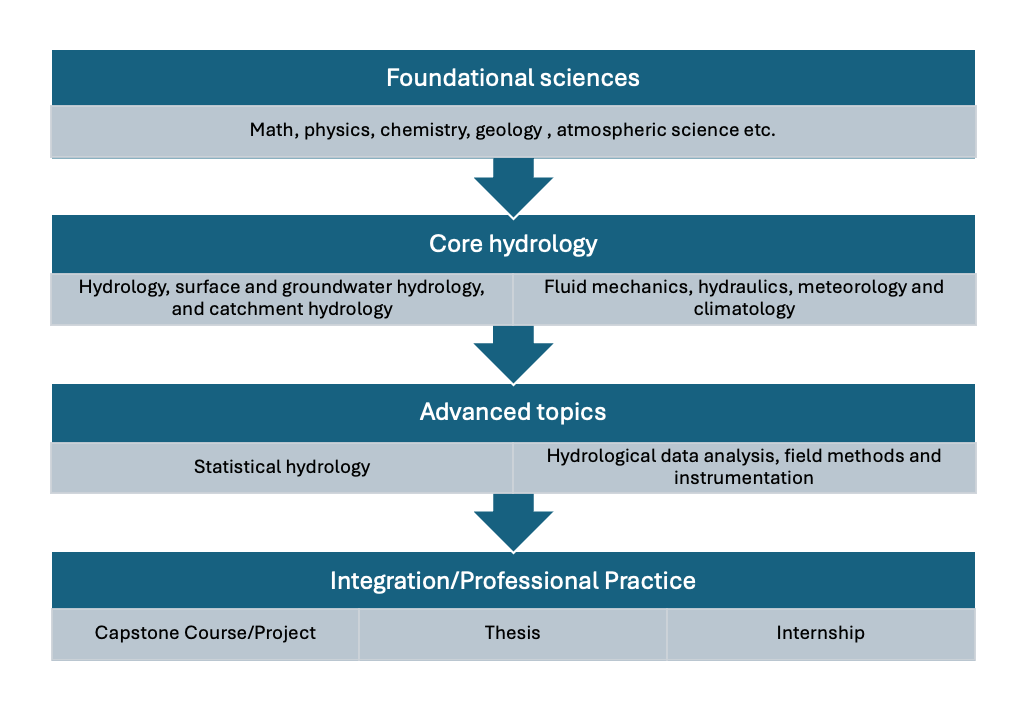 Foundational sciences
Math, physics, chemistry, geology , atmospheric science etc.
Core hydrology
Hydrology, surface and groundwater hydrology,
and catchment hydrology
Fluid mechanics, hydraulics, meteorology and
climatology
Advanced topics
Statistical hydrology
Hydrological data analysis, field methods and
instrumentation
Integration/Professional Practice
Capstone Course/Project
Thesis
Internship